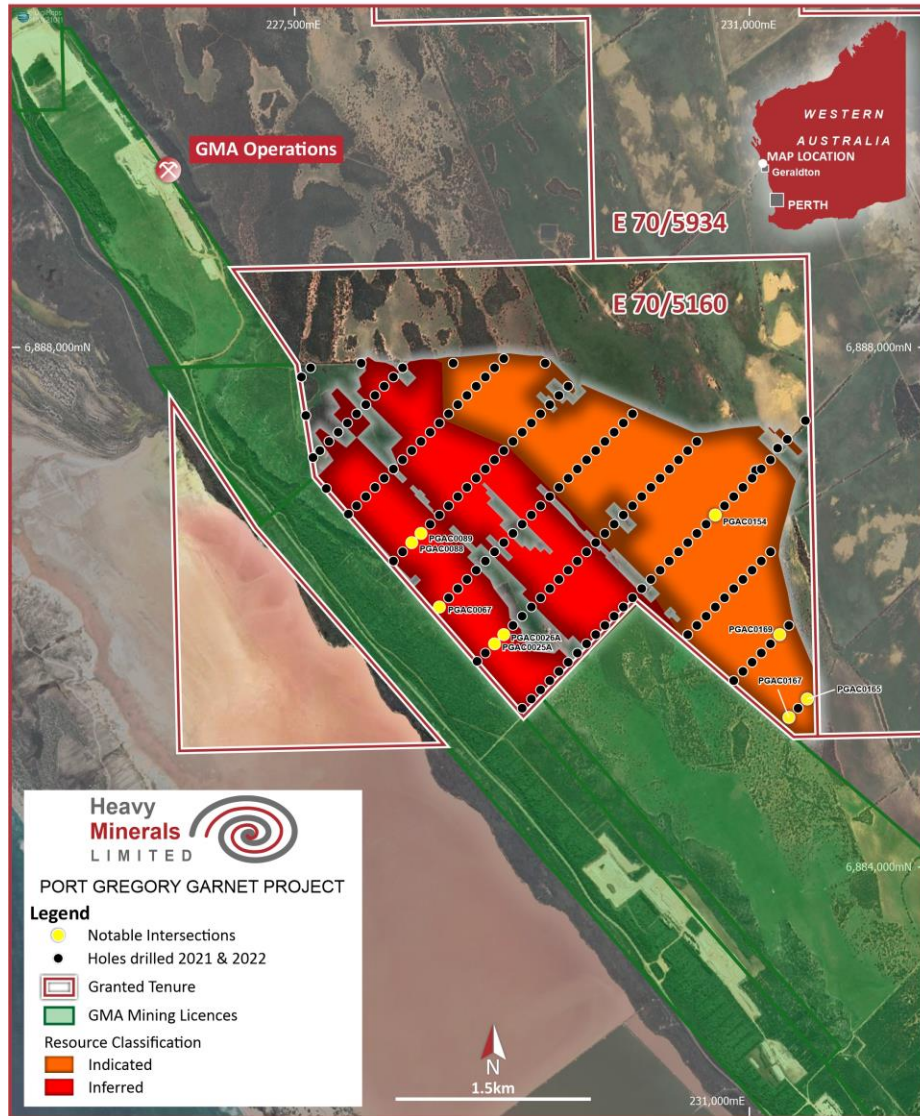 227,500mE
231,000mE
WESTERN
AUSTRALIA
MAP LOCATION
Geraldton
PERTH
GMA Operations
E 70/5934
E 70/5160
6,888,000mN
6,888,000mN
PGAC0154
PGAC0089
PGAC0088
PGAC0067
PGAC0026A
PGAC0025A
PGAC0169
PGAC0167
PGAC0165
Heavy
Minerals
LIMITED
PORT GREGORY GARNET PROJECT
Legend
Notable Intersections
Holes drilled 2021 & 2022
Granted Tenure
GMA Mining Licences
Resource Classification
Indicated
Inferred
6,884,000mN
N
1.5km
231,000mE